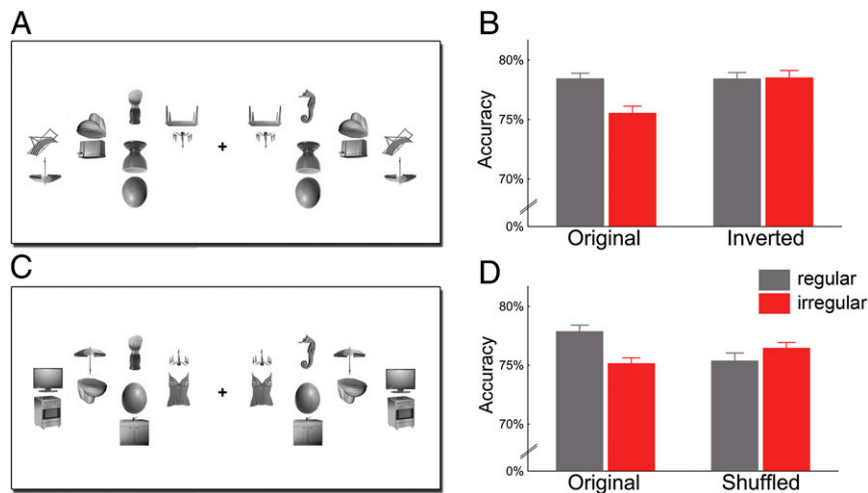 A
+
B
Accuracy
80%
75%
70%
0%
Original Inverted
C
+
D
regular
irregular
Accuracy
80%
75%
70%
0%
Original Shuffled